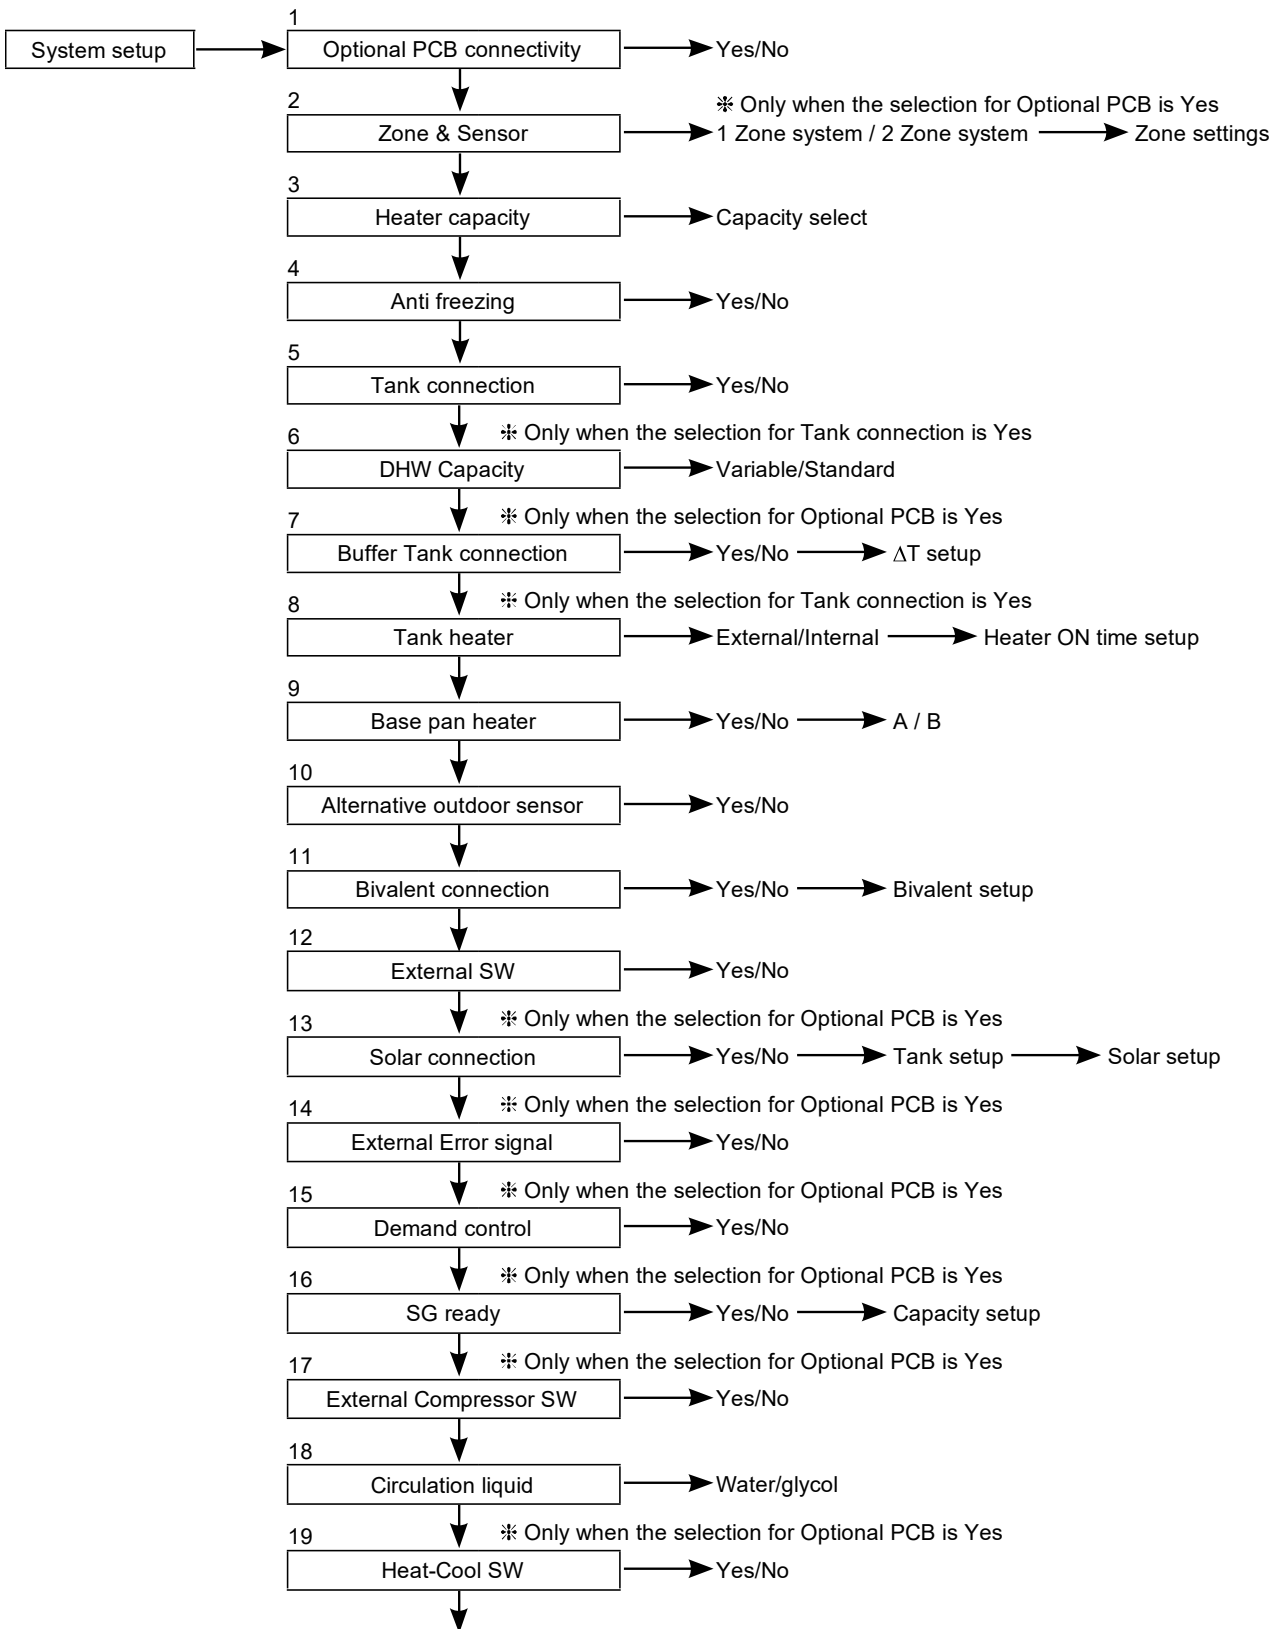 1
System setup Optional PCB connectivity Yes/No
2 ❈ Only when the selection for Optional PCB is Yes
Zone & Sensor 1 Zone system / 2 Zone system Zone settings
3
Heater capacity Capacity select
4
Anti freezing Yes/No
5
Tank connection Yes/No
6 ❈ Only when the selection for Tank connection is Yes
DHW Capacity Variable/Standard
7 ❈ Only when the selection for Optional PCB is Yes
Buffer Tank connection Yes/No ΔT setup
8 ❈ Only when the selection for Tank connection is Yes
Tank heater External/Internal Heater ON time setup
9
Base pan heater Yes/No A / B
10
Alternative outdoor sensor Yes/No
11
Bivalent connection Yes/No Bivalent setup
12
External SW Yes/No
13 ❈ Only when the selection for Optional PCB is Yes
Solar connection Yes/No Tank setup Solar setup
14 ❈ Only when the selection for Optional PCB is Yes
External Error signal Yes/No
15 ❈ Only when the selection for Optional PCB is Yes
Demand control Yes/No
16 ❈ Only when the selection for Optional PCB is Yes
SG ready Yes/No Capacity setup
17 ❈ Only when the selection for Optional PCB is Yes
External Compressor SW Yes/No
18
Circulation liquid Water/glycol
19 ❈ Only when the selection for Optional PCB is Yes
Heat-Cool SW Yes/No